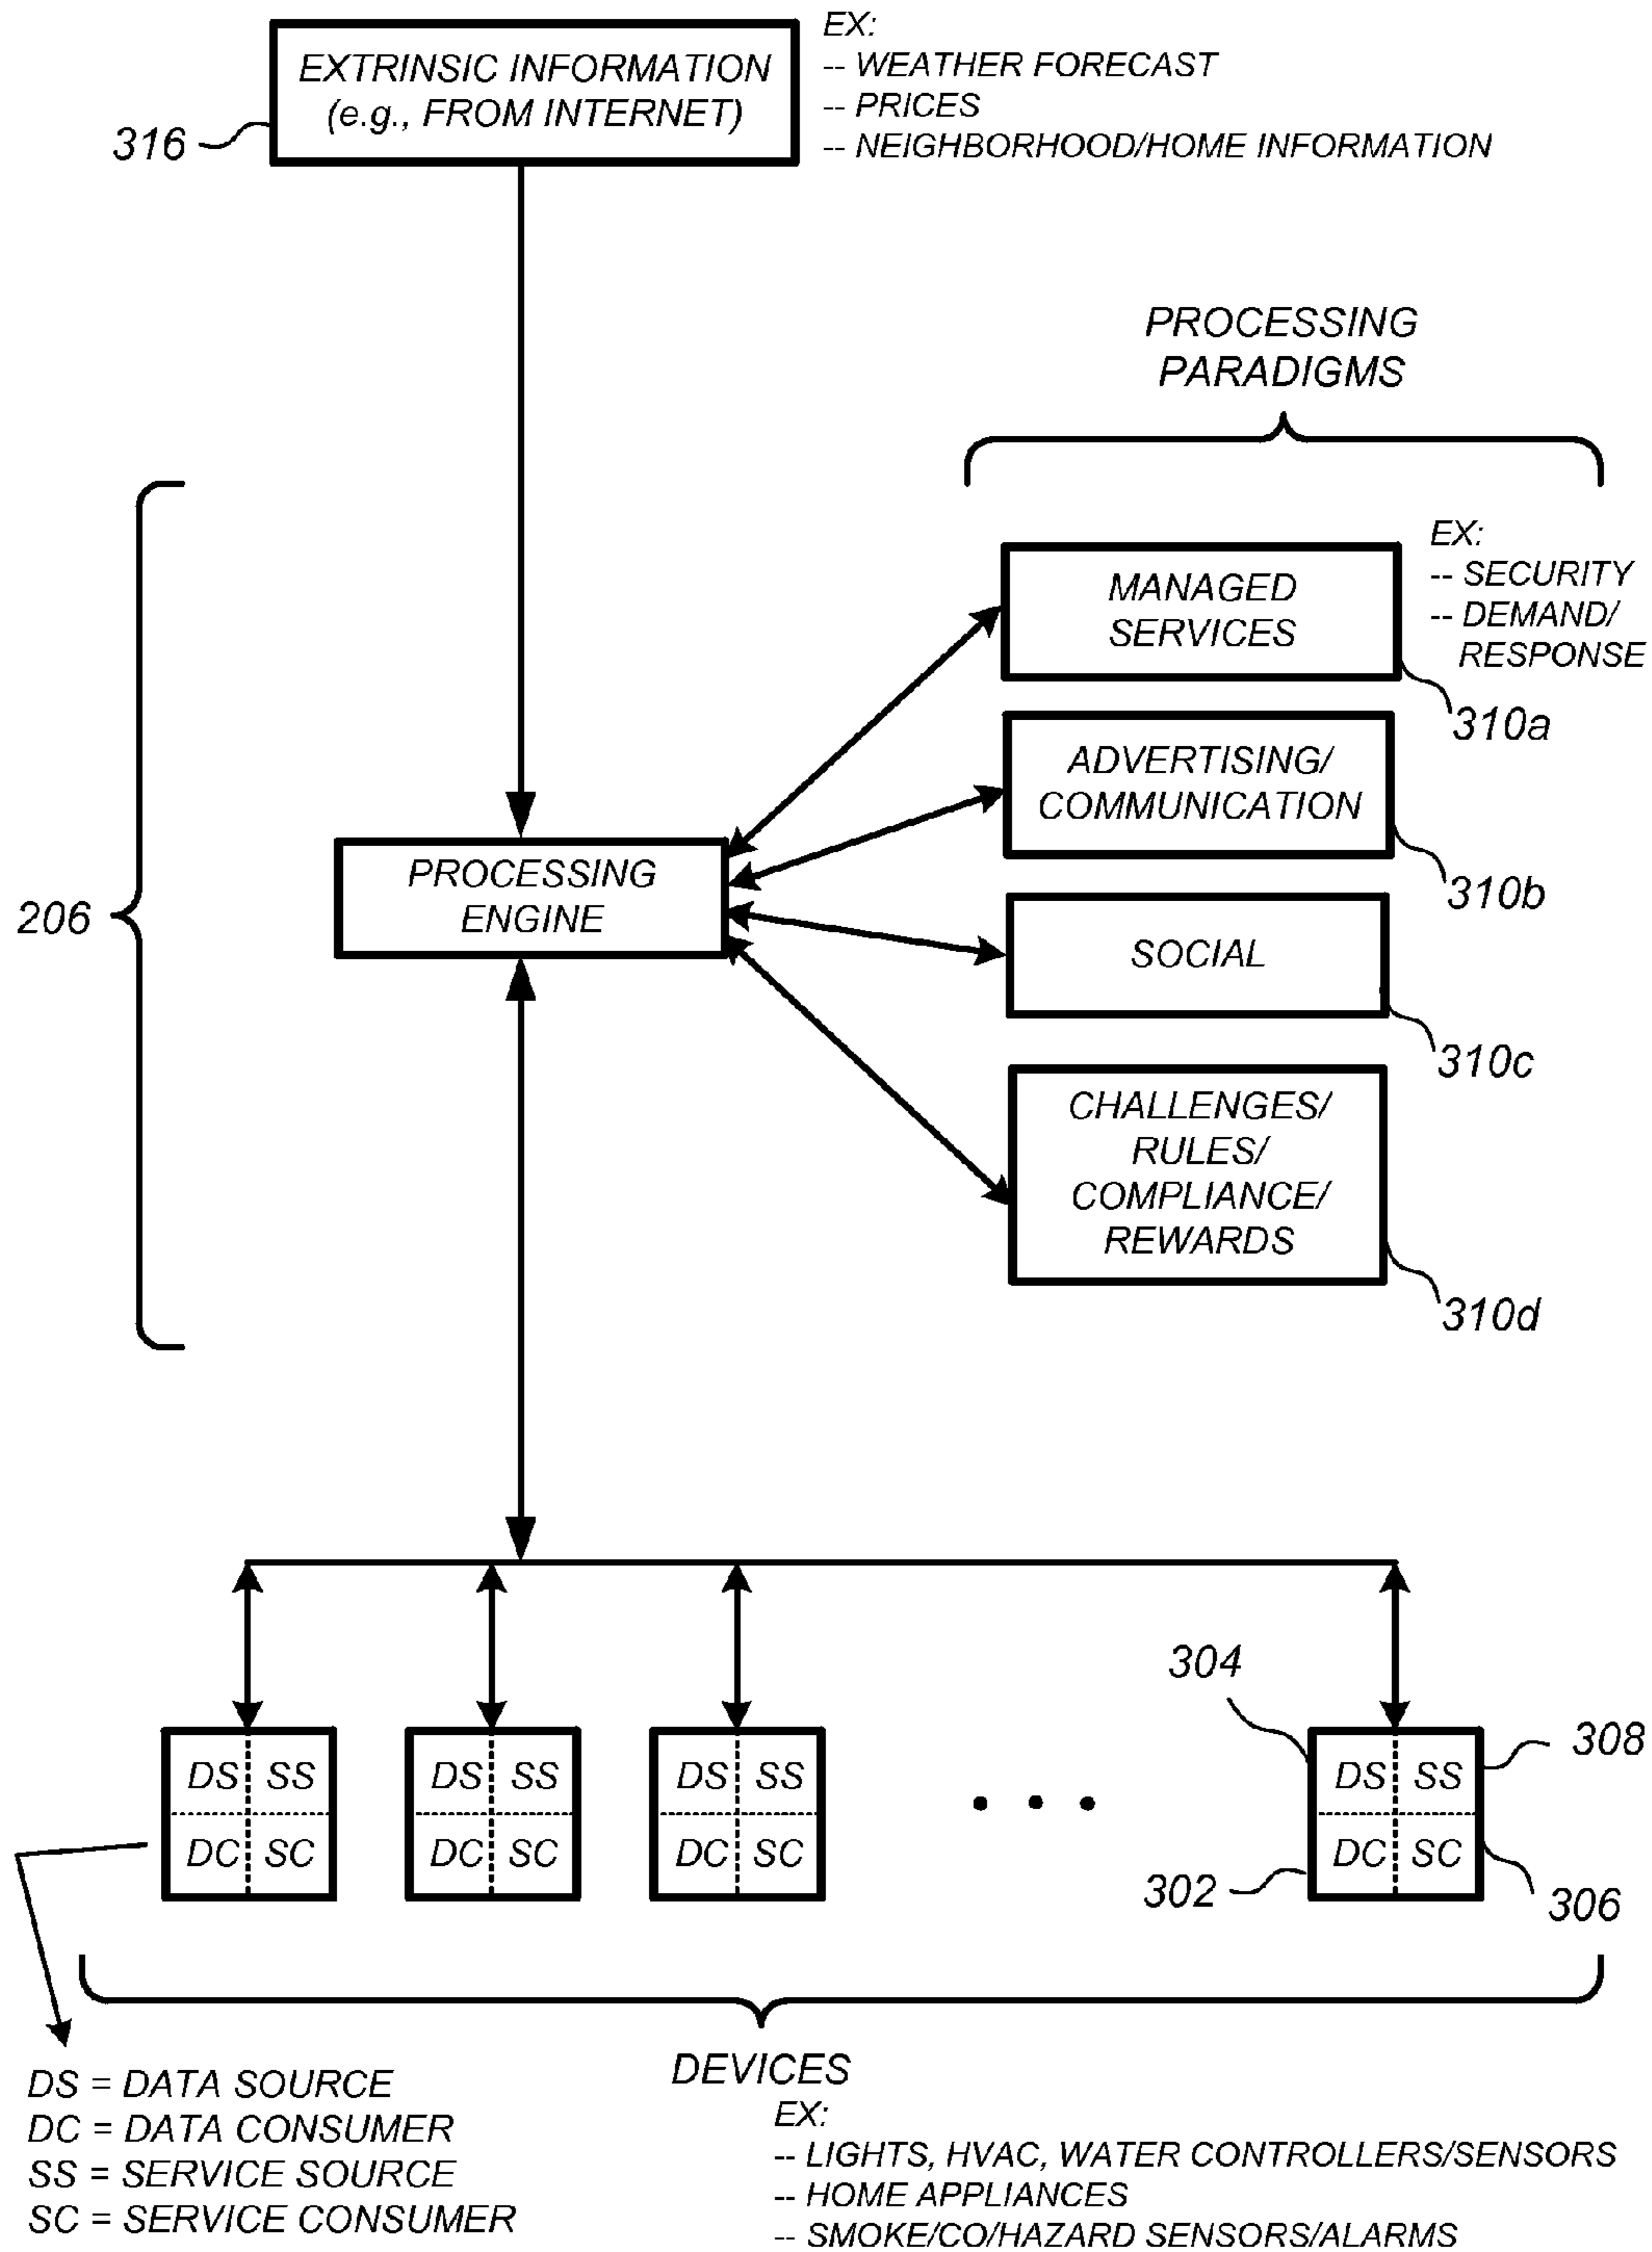 EXTRINSIC INFORMATION
(e.g., FROM INTERNET)
316
EX:
-- WEATHER FORECAST
-- PRICES
-- NEIGHBORHOOD/HOME INFORMATION
PROCESSING
PARADIGMS
206
PROCESSING
ENGINE
MANAGED
SERVICES
EX:
-- SECURITY
-- DEMAND/
RESPONSE
310a
ADVERTISING/
COMMUNICATION
310b
SOCIAL
310c
CHALLENGES/
RULES/
COMPLIANCE/
REWARDS
310d
DS SS
DC SC
DS SS
DC SC
DS SS
DC SC
. . .
304
308
DS SS
DC SC
302
306
DS = DATA SOURCE
DC = DATA CONSUMER
SS = SERVICE SOURCE
SC = SERVICE CONSUMER
DEVICES
EX:
-- LIGHTS, HVAC, WATER CONTROLLERS/SENSORS
-- HOME APPLIANCES
-- SMOKE/CO/HAZARD SENSORS/ALARMS